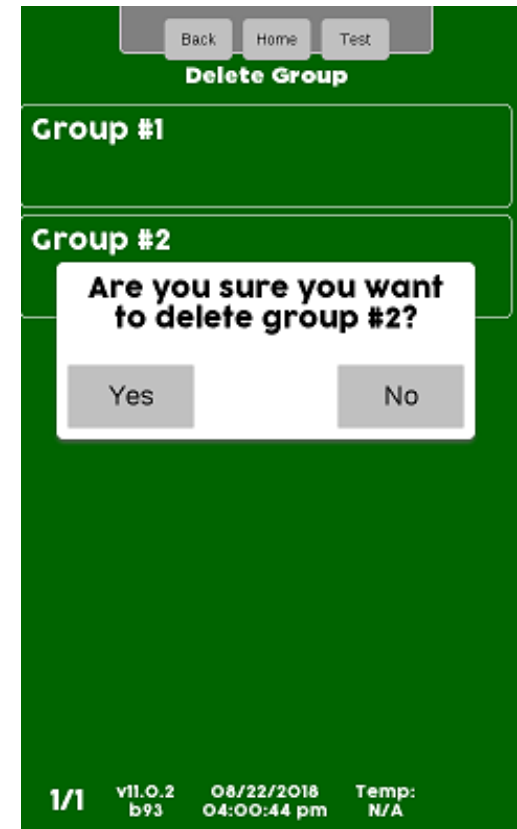 Back Home Test
Delete Group
Group #1
Group #2
Are you sure you want
to delete group #2?
Yes No
1/1 v11.0.2 08/22/2018 Temp:
b93 04:00:44 pm N/A